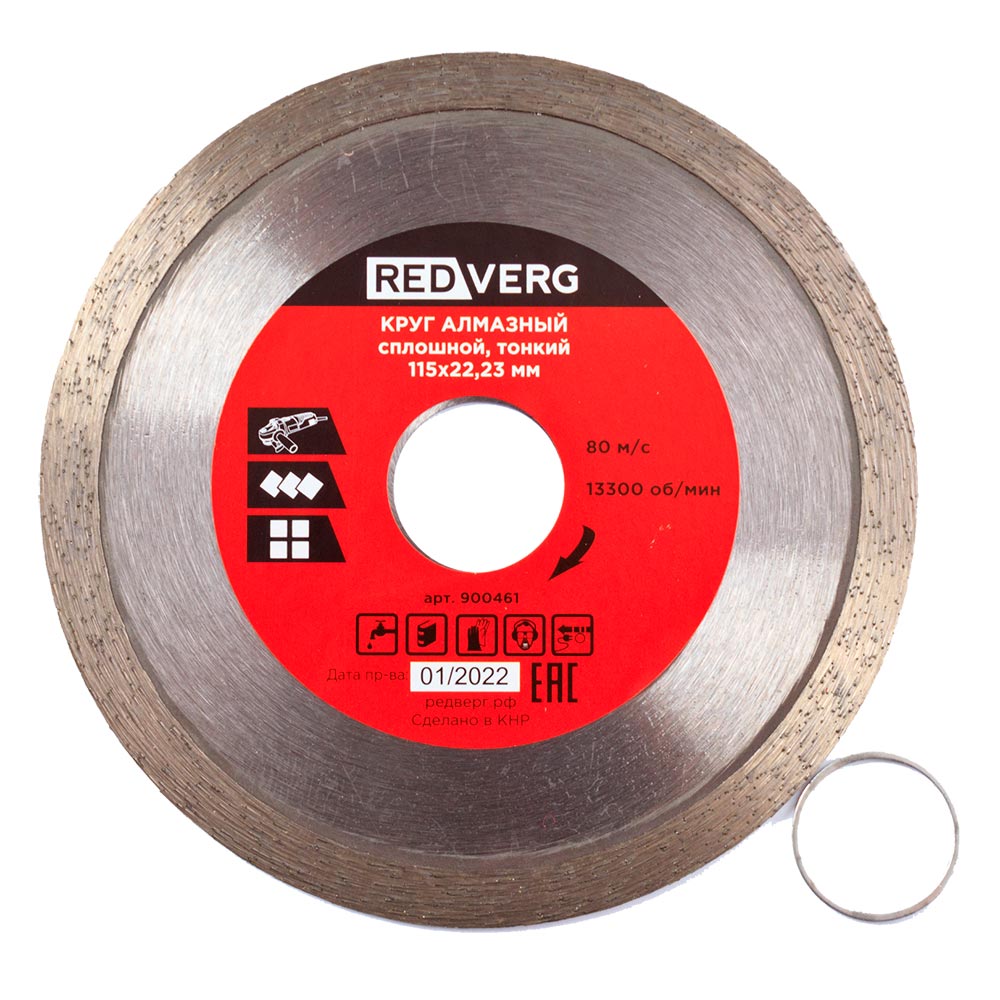 REDVERG
КРУГ АЛМАЗНЫЙ
СПЛОШНОЙ, ТОНКИЙ
115x22,23 мм
80 м/с
13300 об/мин
арт. 900461
Дата пр-ва: 01/2022 EAC
редверг.рф
Сделано в КНР